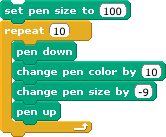 set pen size to 100
repeat 10
pen down
change pen color by 10
change pen size by -9
pen up